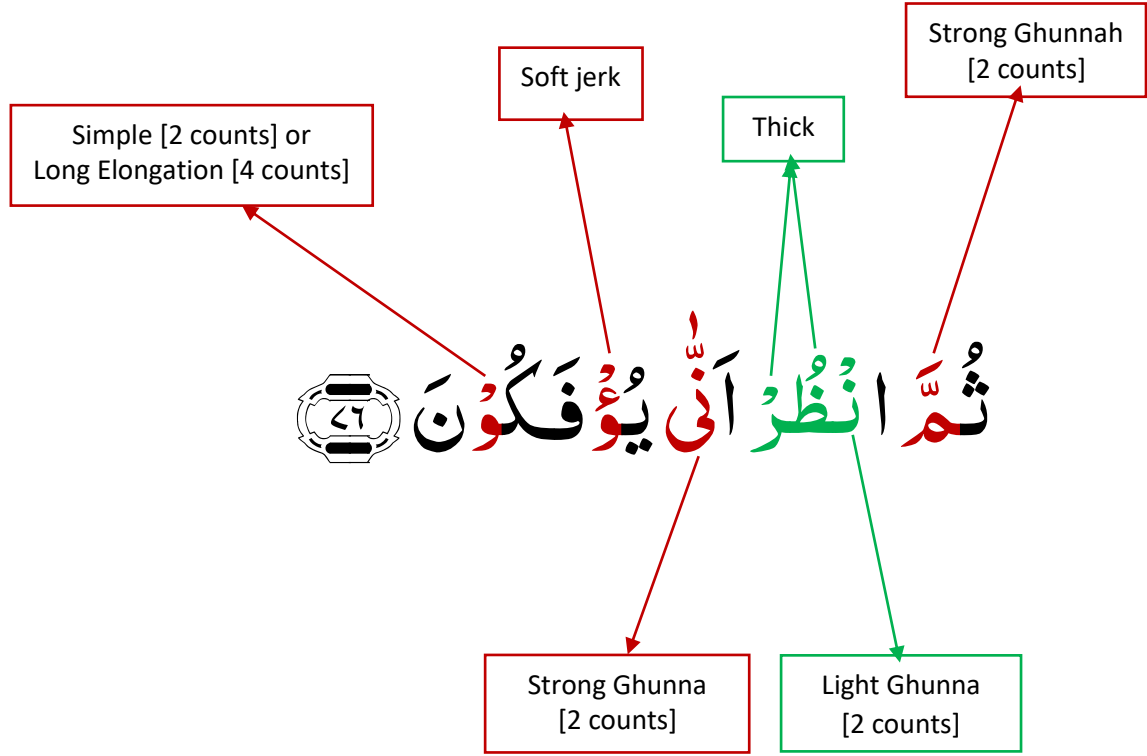 Strong Ghunnah
[2 counts]
Soft jerk
Thick
Simple [2 counts] or
Long Elongation [4 counts]
ثُمَّ انْظُرْ اَنّٰى يُؤْفَكُوْنَ
Strong Ghunna
[2 counts]
Light Ghunna
[2 counts]